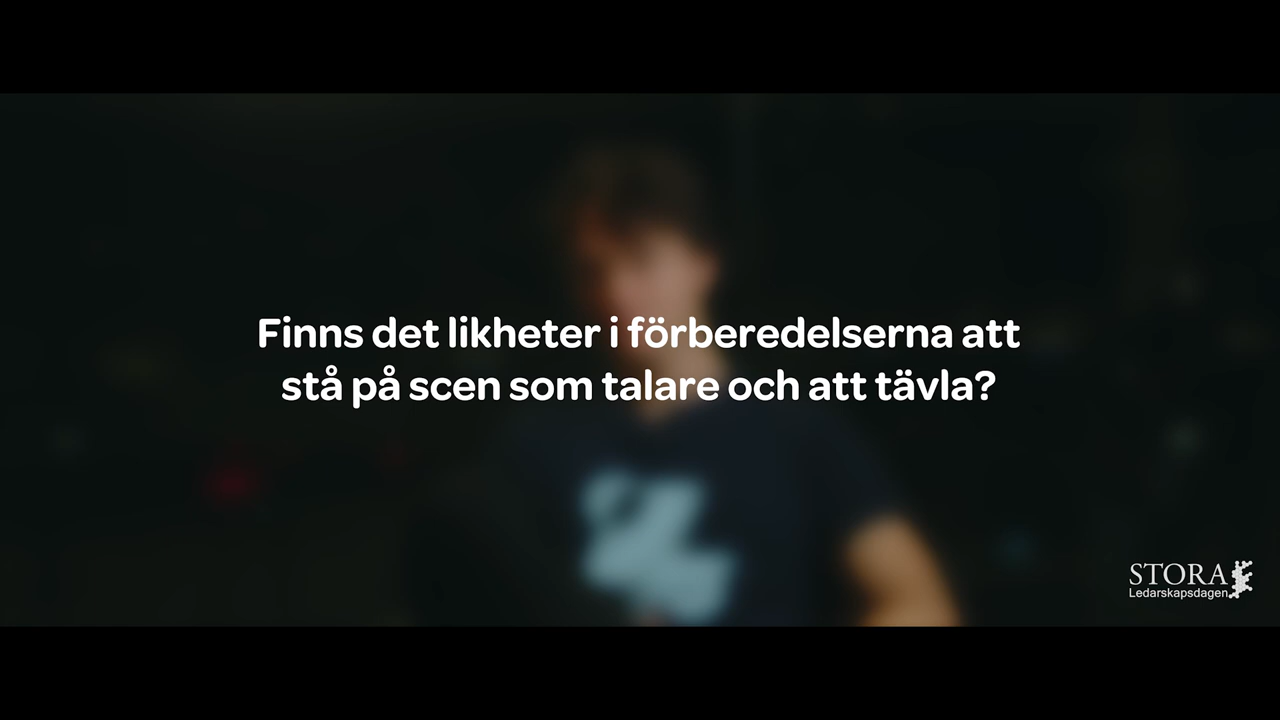 Finns det likheter i förberedelserna att
stå på scen som talare och att tävla?
STORA
Ledarskapsdagen